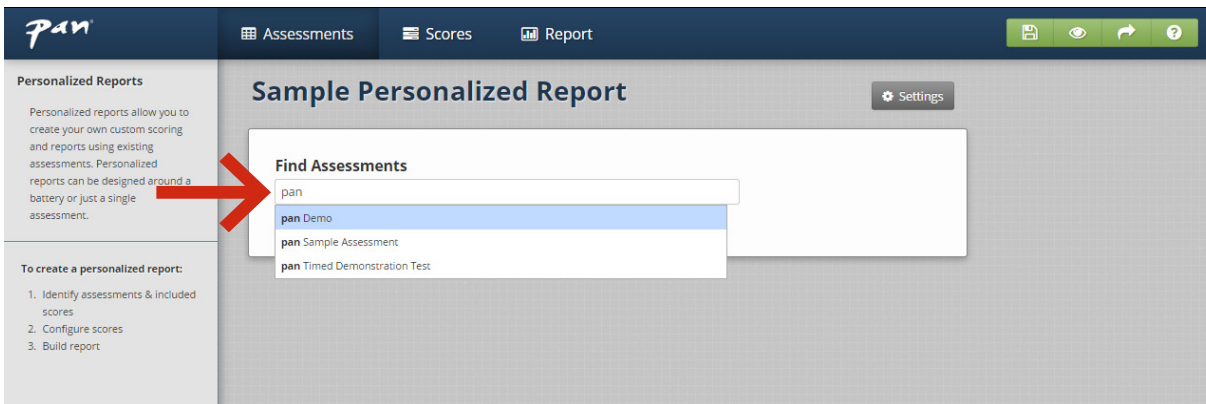 pan
Assessments
Scores
Report
Personalized Reports
Personalized reports allow you to
create your own custom scoring
and reports using existing
assessments. Personalized
reports can be designed around a
battery or just a single
assessment.
To create a personalized report:
1. Identify assessments & included
scores
2. Configure scores
3. Build report
Sample Personalized Report
Settings
Find Assessments
pan
pan Demo
pan Sample Assessment
pan Timed Demonstration Test